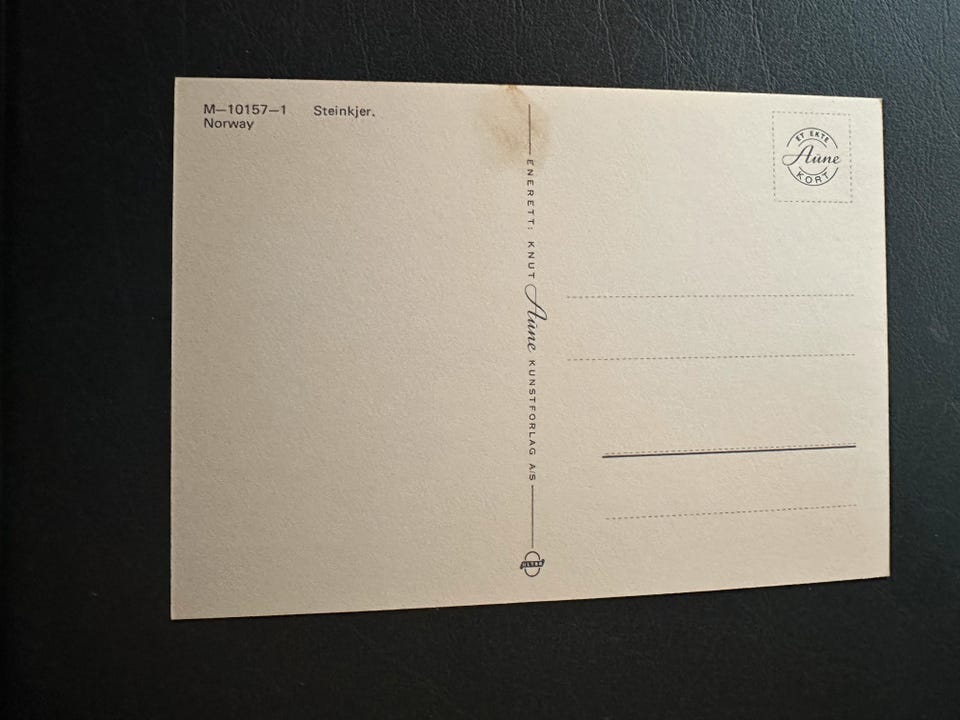 M—10157—1 Steinkjer.
Norway
ENERETT: KNUT Aune KUNSTFORLAG A/S
ET EKTE
Aune
KORT